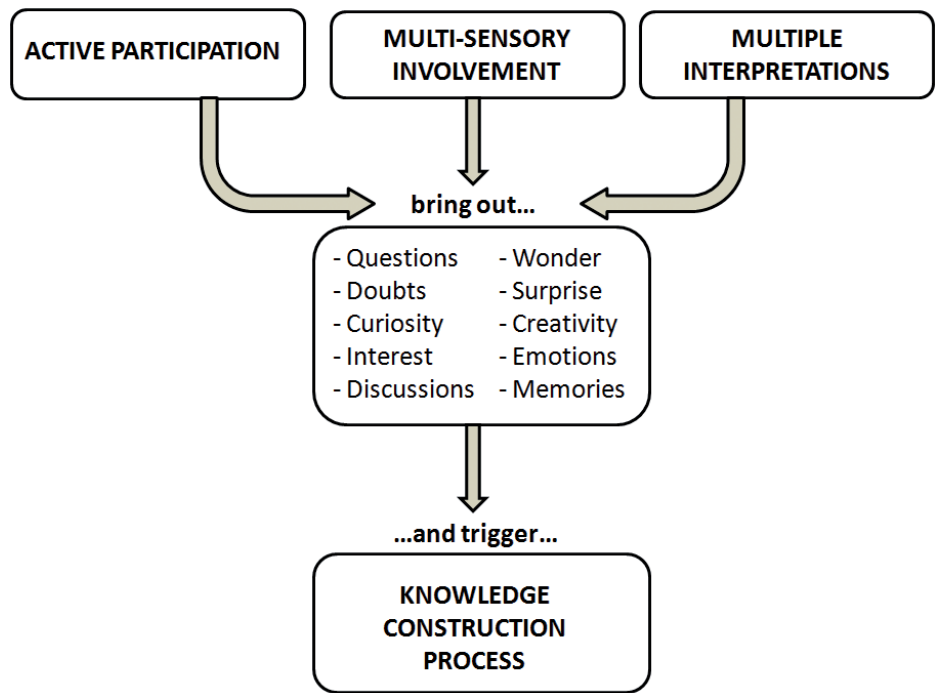 ACTIVE PARTICIPATION
MULTI-SENSORY
INVOLVEMENT
MULTIPLE
INTERPRETATIONS
bring out...
- Questions
- Doubts
- Curiosity
- Interest
- Discussions
- Wonder
- Surprise
- Creativity
- Emotions
- Memories
...and trigger...
KNOWLEDGE
CONSTRUCTION
PROCESS